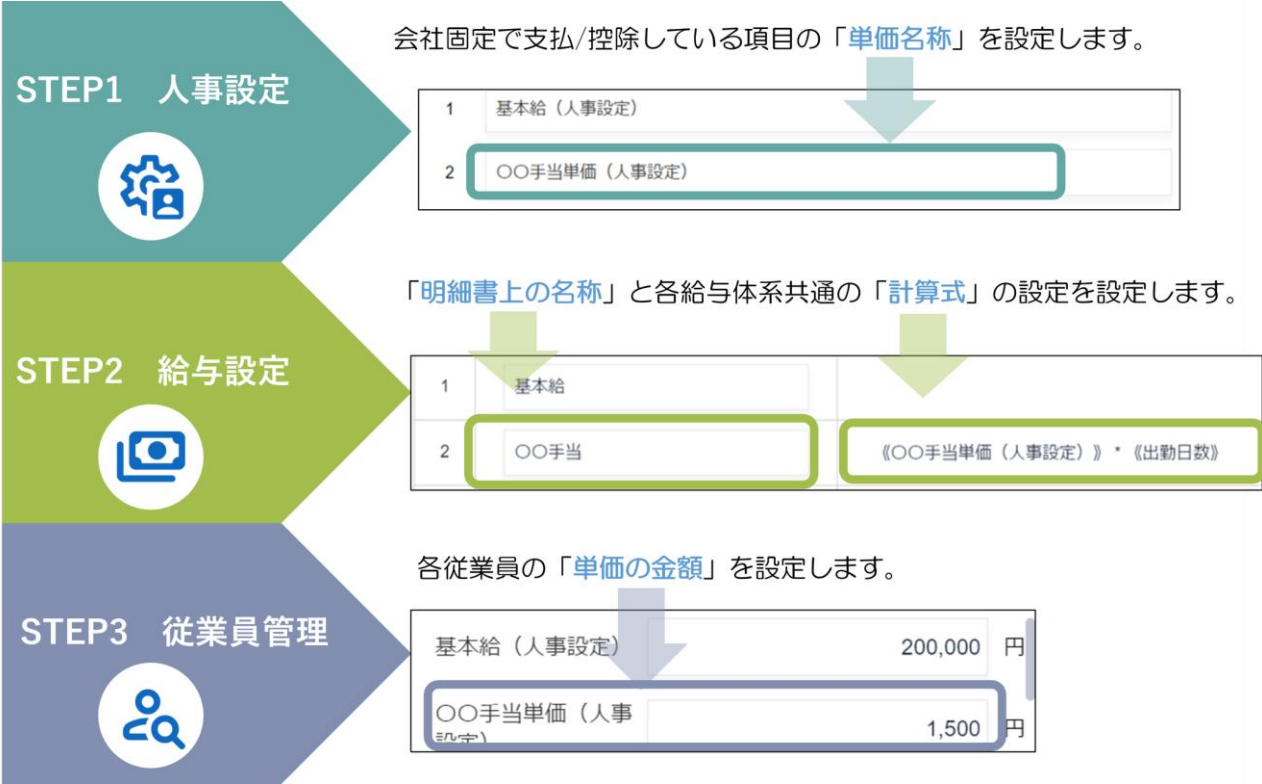 会社固定で支払/控除している項目の「単価名称」を設定します。
STEP1 人事設定
1 基本給（人事設定）
2 〇〇手当単価（人事設定）
「明細書上の名称」と各給与体系共通の「計算式」の設定を設定します。
STEP2 給与設定
1 基本給
2 〇〇手当 《〇〇手当単価（人事設定）》 * 《出勤日数》
各従業員の「単価の金額」を設定します。
STEP3 従業員管理
基本給（人事設定） 200,000 円
〇〇手当単価（人事 1,500 円
設定）